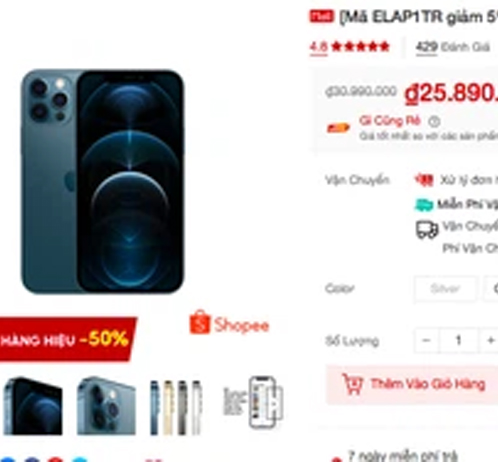 Mall [Mã ELAP1TR giảm 5
4.8 429 Đánh Giá
₫30.990.000 ₫25.890.
Gì Cũng Rẻ
Giá tốt nhất so với các sản phẩm
Vận Chuyển Xử lý đơn
Miễn Phí Vậ
Vận Chuyể
Phí Vận Ch
Color Silver
HÀNG HIỆU -50%
Shopee
Số Lượng - 1 +
Thêm Vào Giỏ Hàng
7 ngày miễn phí trả